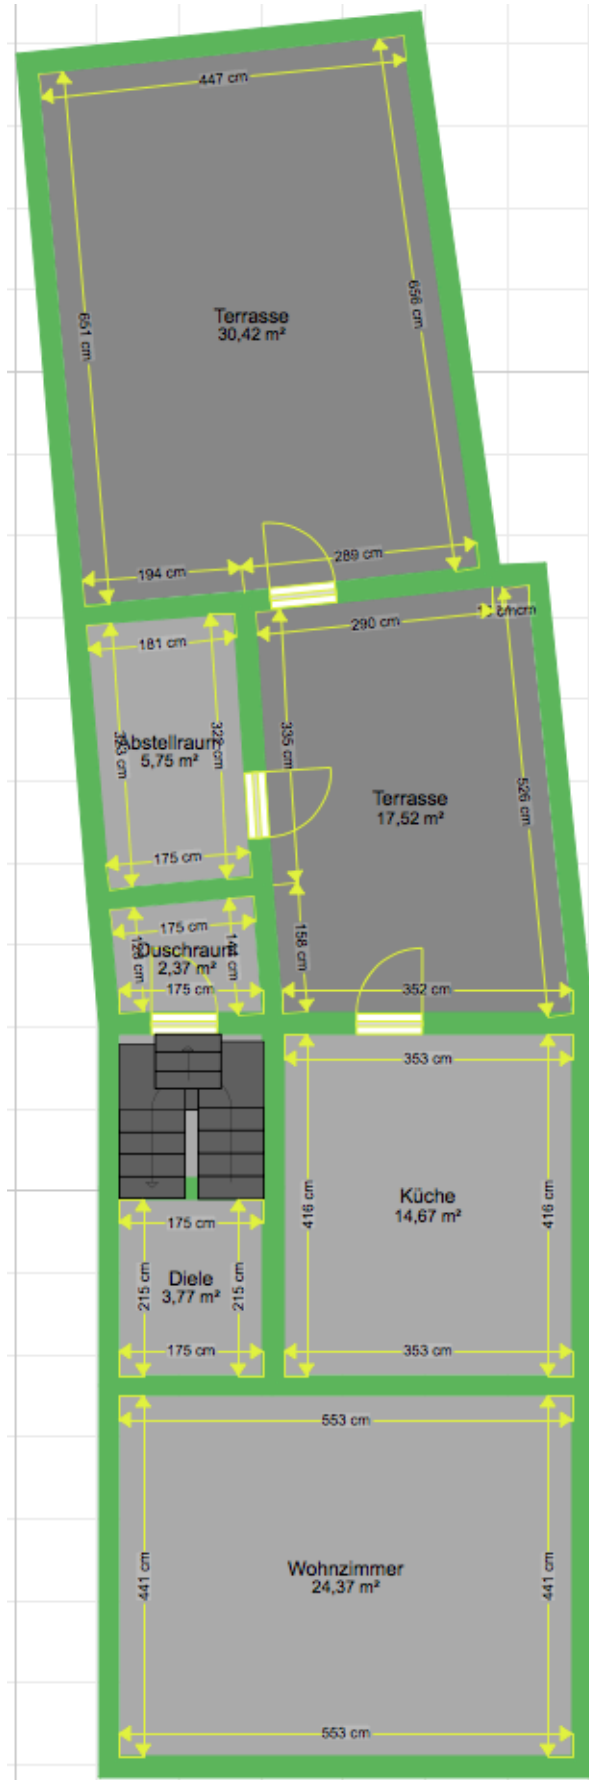 447 cm
651 cm
656 cm
Terrasse
30,42 m²
194 cm
289 cm
290 cm
181 cm
335 cm
Abstellraum
5,75 m²
Terrasse
17,52 m²
526 cm
175 cm
175 cm
Duschraum
2,37 m²
158 cm
175 cm
352 cm
353 cm
416 cm
Küche
14,67 m²
416 cm
175 cm
215 cm
Diele
3,77 m²
215 cm
175 cm
353 cm
553 cm
441 cm
Wohnzimmer
24,37 m²
441 cm
553 cm